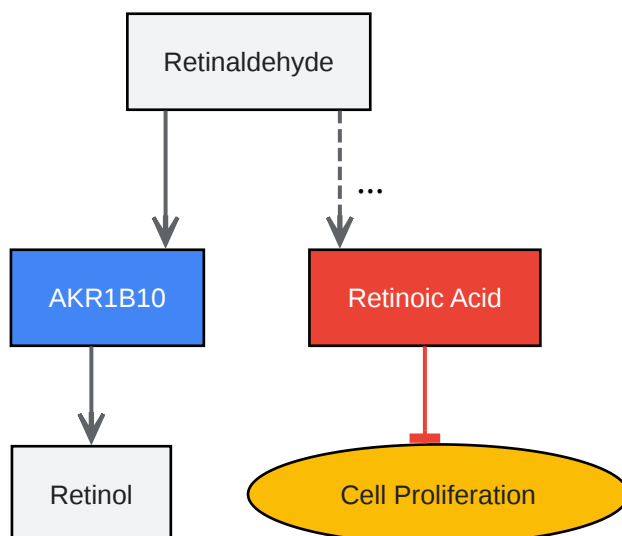 Retinaldehyde
...
AKR1B10
Retinoic Acid
Retinol
Cell Proliferation